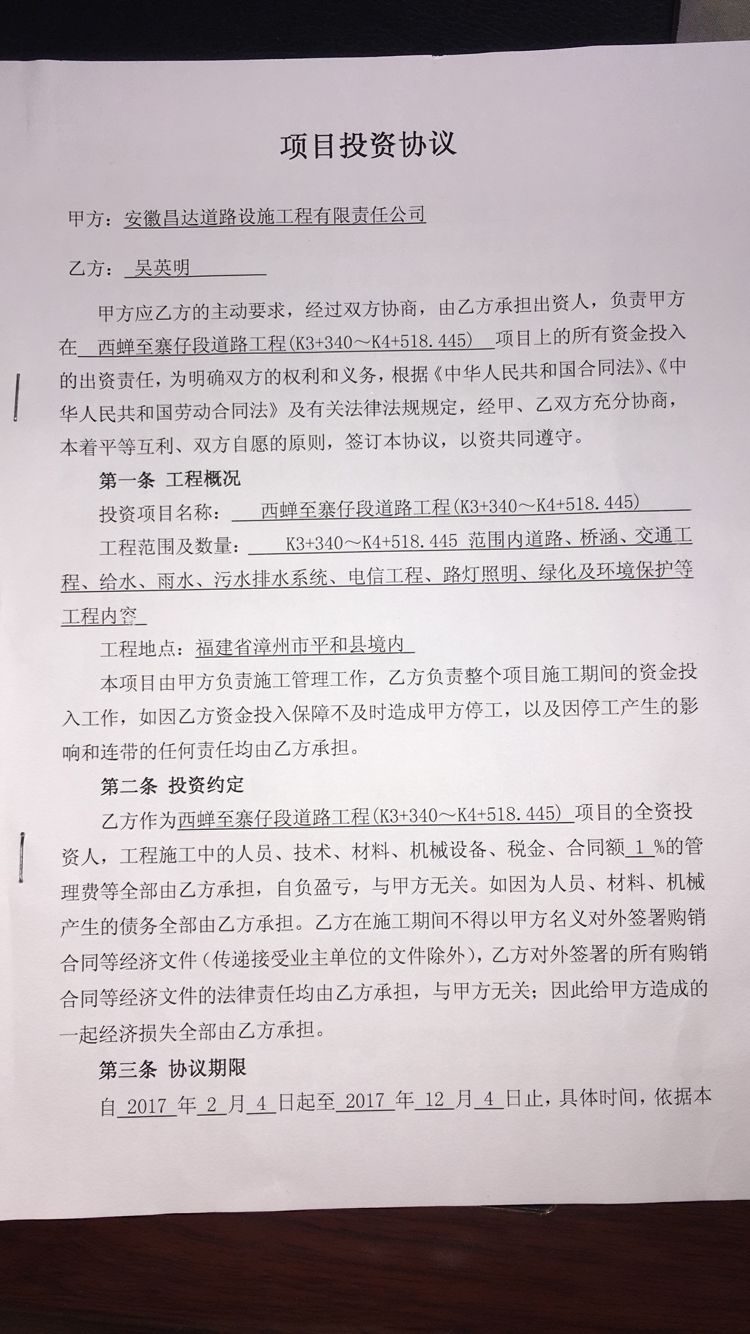 项目投资协议
甲方：安徽昌达道路设施工程有限责任公司
乙方： 吴英明
甲方应乙方的主动要求，经过双方协商，由乙方承担出资人，负责甲方
在 西蝉至寨仔段道路工程(K3+340～K4+518.445) 项目上的所有资金投入
的出资责任，为明确双方的权利和义务，根据《中华人民共和国合同法》、《中
华人民共和国劳动合同法》及有关法律法规规定，经甲、乙双方充分协商，
本着平等互利、双方自愿的原则，签订本协议，以资共同遵守。
第一条 工程概况
投资项目名称： 西蝉至寨仔段道路工程(K3+340～K4+518.445)
工程范围及数量： K3+340～K4+518.445 范围内道路、桥涵、交通工
程、给水、雨水、污水排水系统、电信工程、路灯照明、绿化及环境保护等
工程内容
工程地点：福建省漳州市平和县境内
本项目由甲方负责施工管理工作，乙方负责整个项目施工期间的资金投
入工作，如因乙方资金投入保障不及时造成甲方停工，以及因停工产生的影
响和连带的任何责任均由乙方承担。
第二条 投资约定
乙方作为西蝉至寨仔段道路工程(K3+340～K4+518.445) 项目的全资投
资人，工程施工中的人员、技术、材料、机械设备、税金、合同额 1 %的管
理费等全部由乙方承担，自负盈亏，与甲方无关。如因为人员、材料、机械
产生的债务全部由乙方承担。乙方在施工期间不得以甲方名义对外签署购销
合同等经济文件（传递接受业主单位的文件除外），乙方对外签署的所有购销
合同等经济文件的法律责任均由乙方承担，与甲方无关；因此给甲方造成的
一起经济损失全部由乙方承担。
第三条 协议期限
自 2017 年 2 月 4 日起至 2017 年 12 月 4 日止，具体时间，依据本